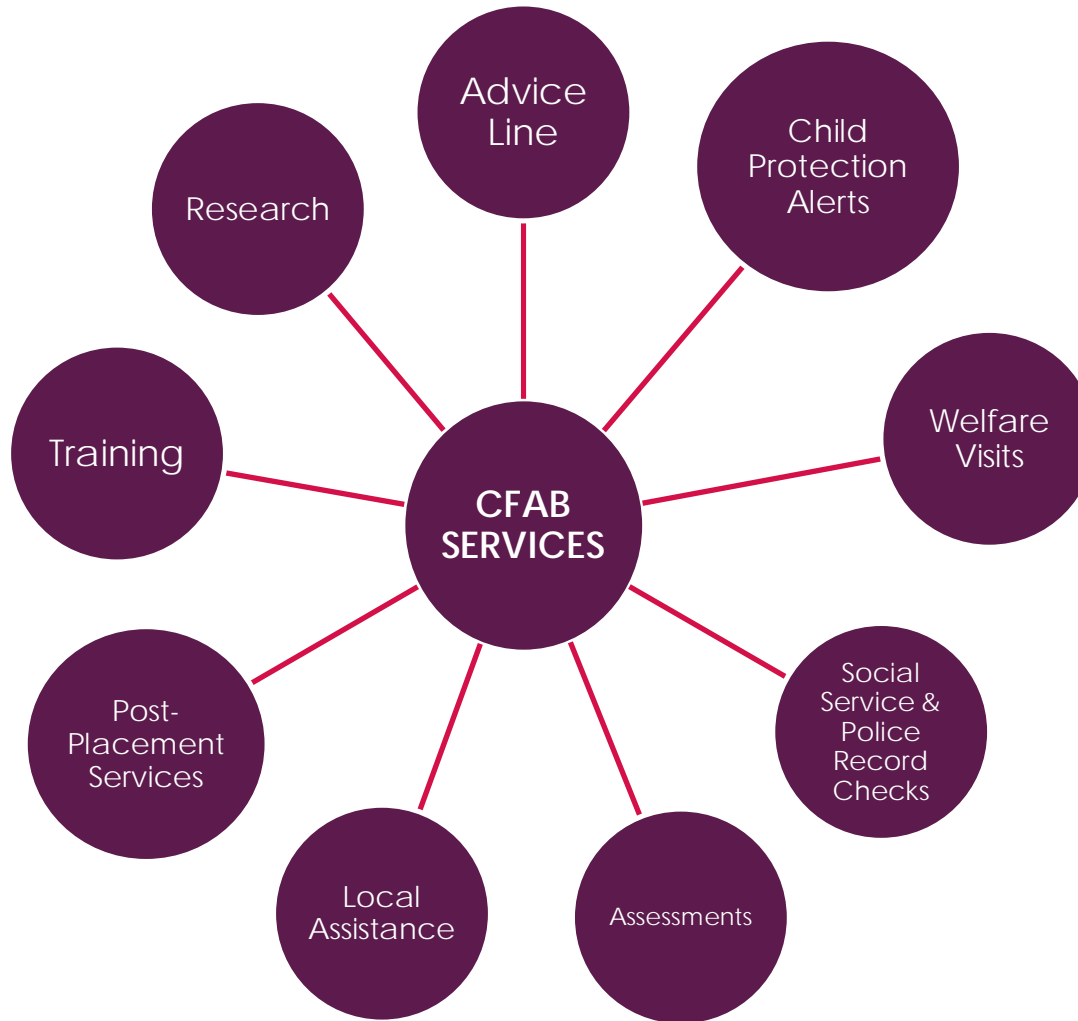 Advice
Line
Child
Protection
Alerts
Research
Welfare
Visits
Training
CFAB
SERVICES
Social
Service &
Police
Record
Checks
Post-
Placement
Services
Local
Assistance
Assessments